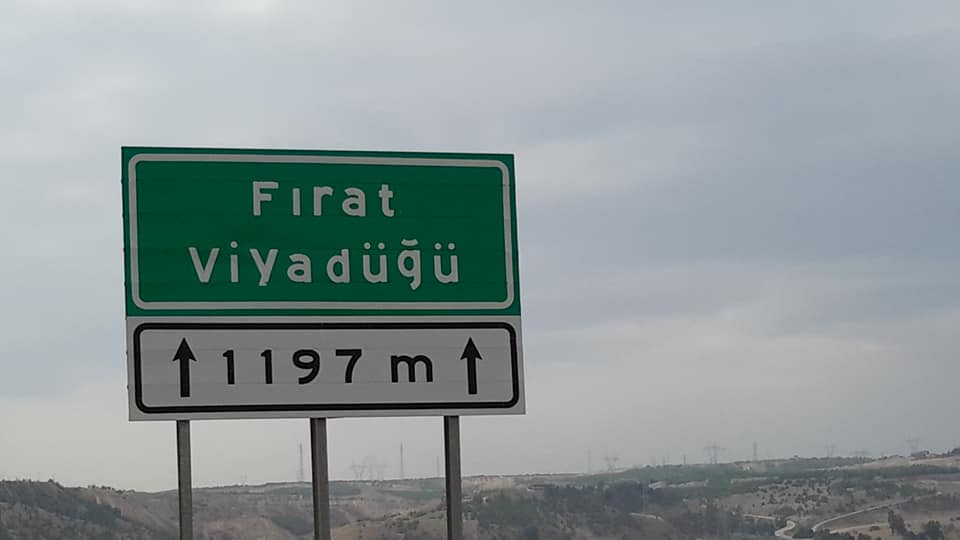 Fırat
Viyadüğü
↑ 1197 m ↑